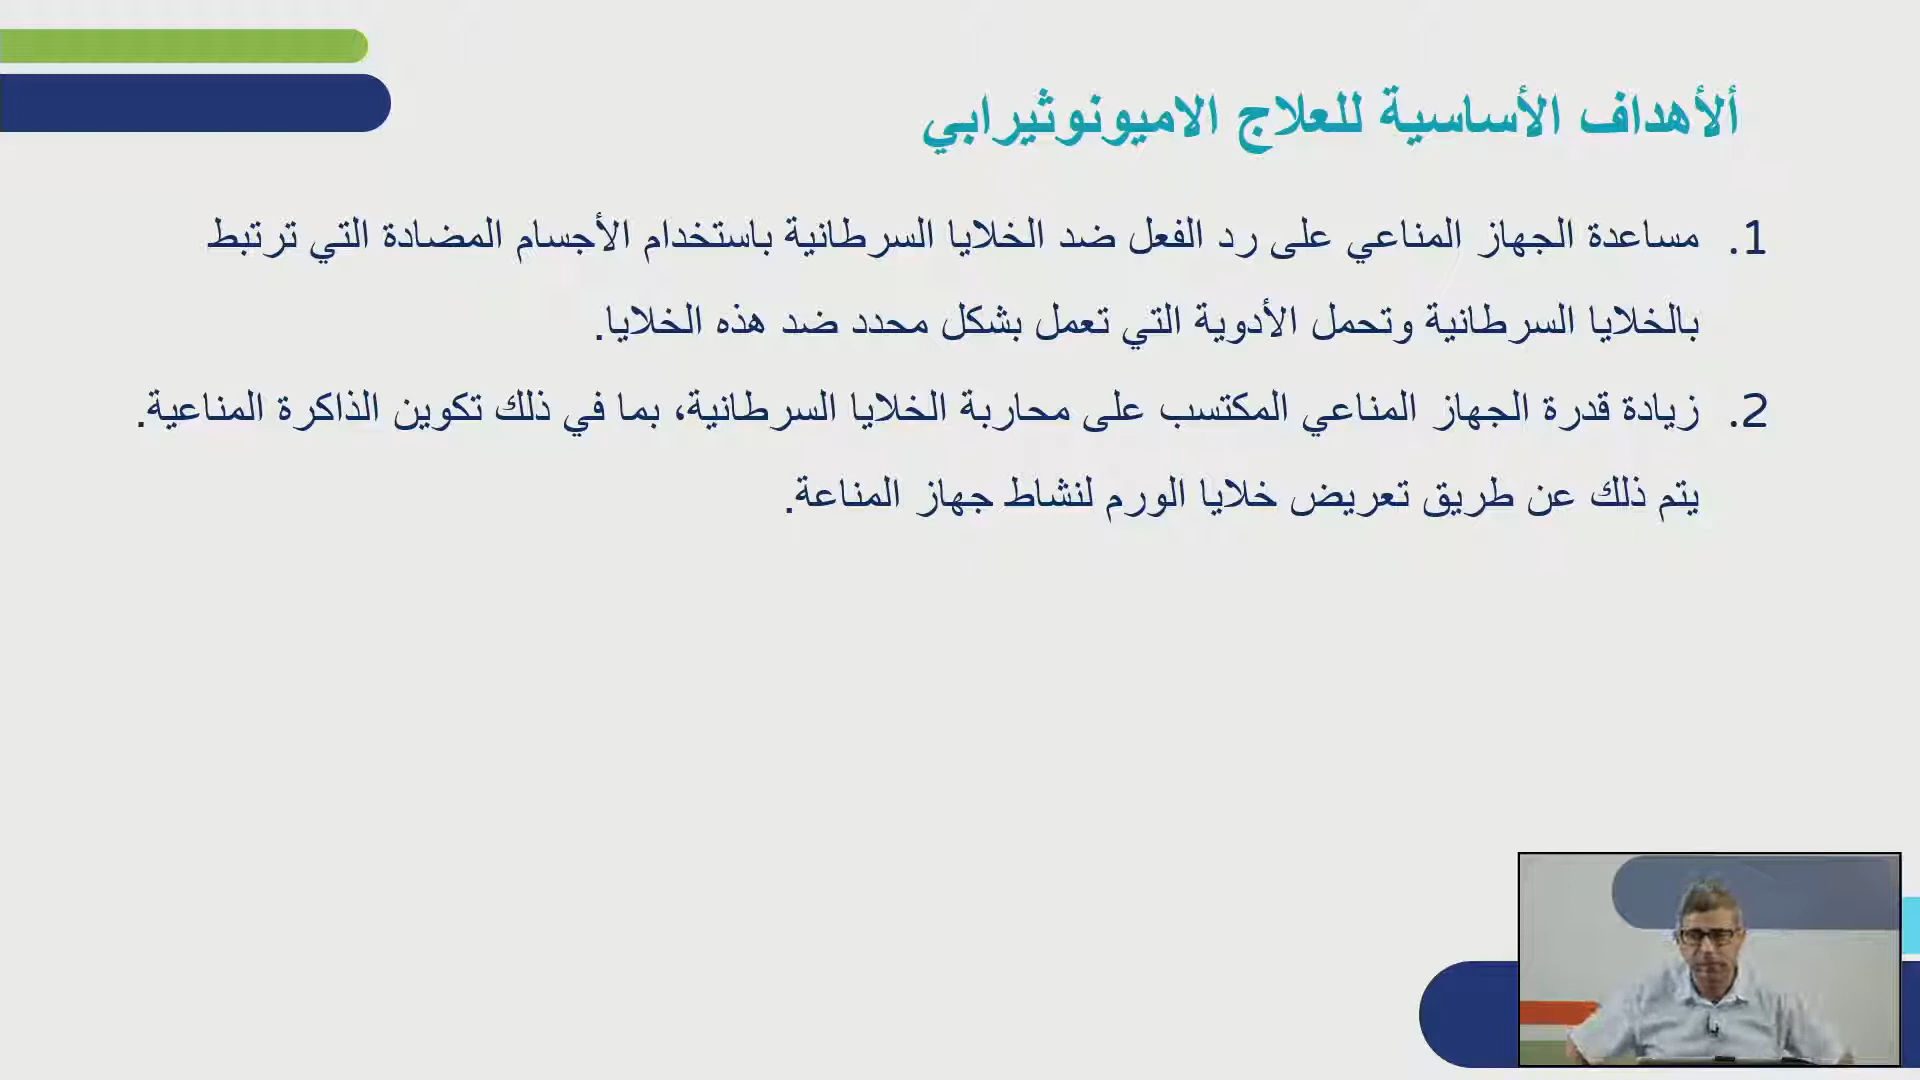 ألأهداف الأساسية للعلاج الاميونوثيرابي
1. مساعدة الجهاز المناعي على رد الفعل ضد الخلايا السرطانية باستخدام الأجسام المضادة التي ترتبط
بالخلايا السرطانية وتحمل الأدوية التي تعمل بشكل محدد ضد هذه الخلايا.
2. زيادة قدرة الجهاز المناعي المكتسب على محاربة الخلايا السرطانية، بما في ذلك تكوين الذاكرة المناعية.
يتم ذلك عن طريق تعريض خلايا الورم لنشاط جهاز المناعة.